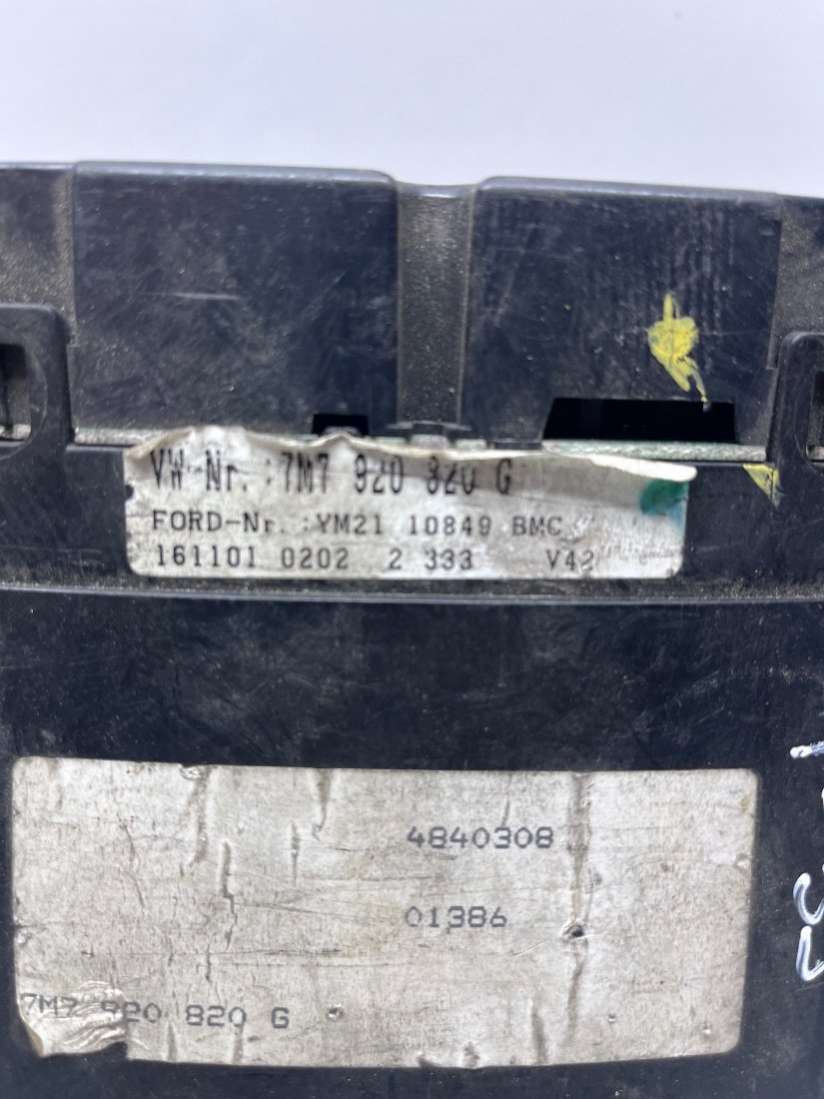 VW-Nr.:7M7 920 820 G
FORD-Nr.:YM21 10849 BMC
161101 0202 2 333 V42
4840308
01386
7M7 920 820 G